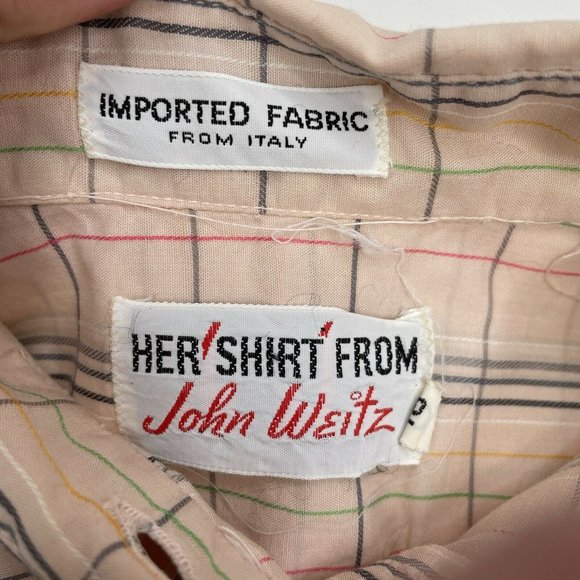 IMPORTED FABRIC
FROM ITALY
HER 'SHIRT' FROM
John Weitz